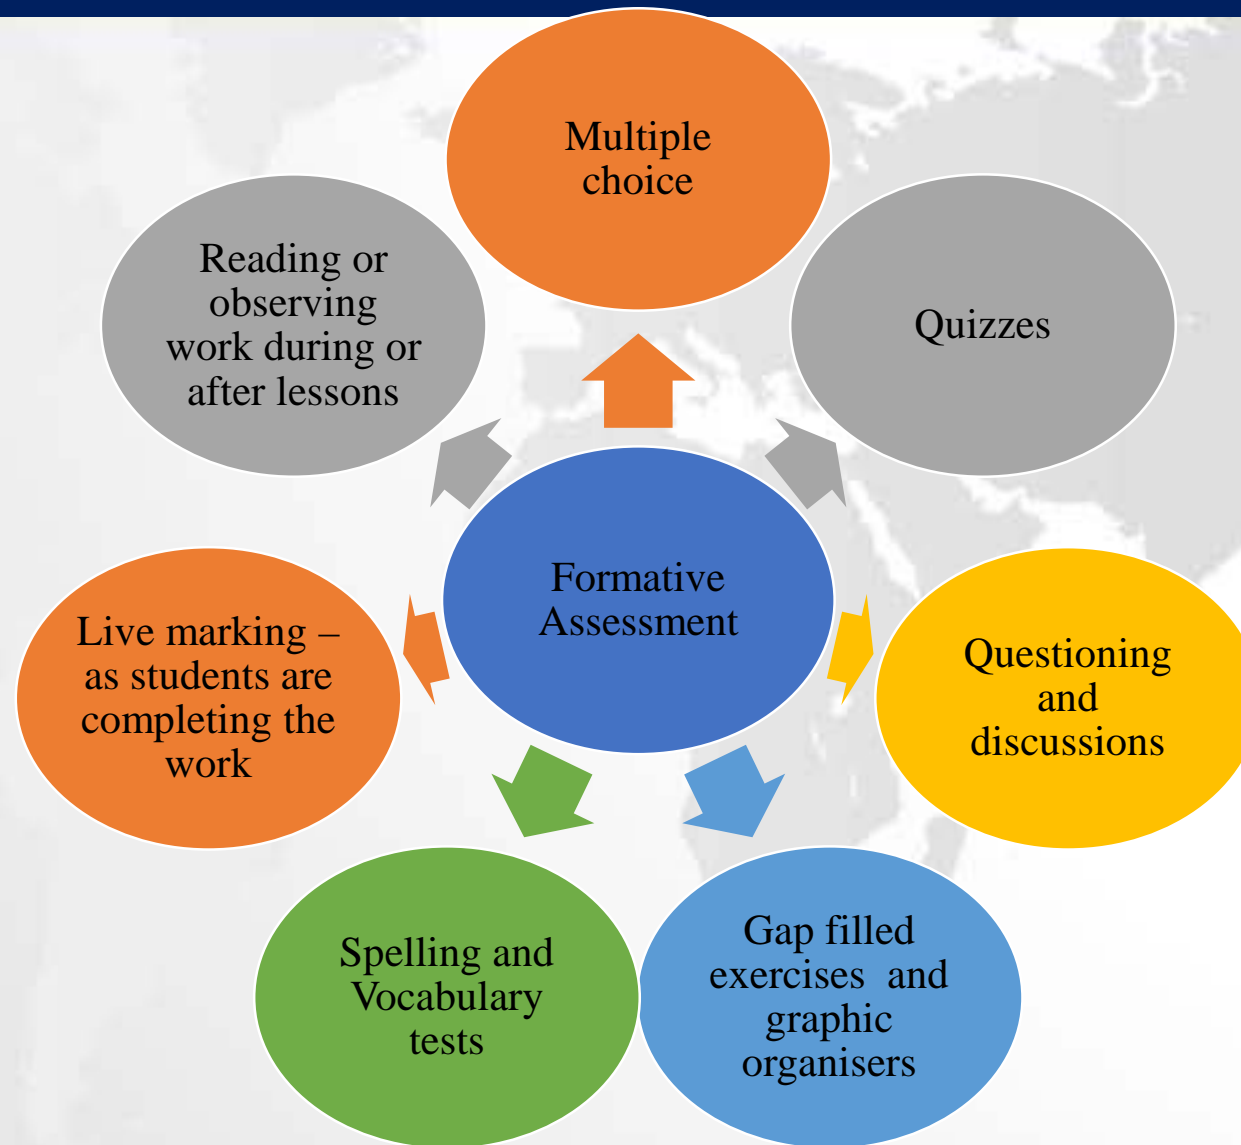 Multiple
choice
Quizzes
Questioning
and
discussions
Gap filled
exercises  and
graphic
organisers
Spelling and
Vocabulary
tests
Live marking –
as students are
completing the
work
Reading or
observing
work during or
after lessons
Formative
Assessment